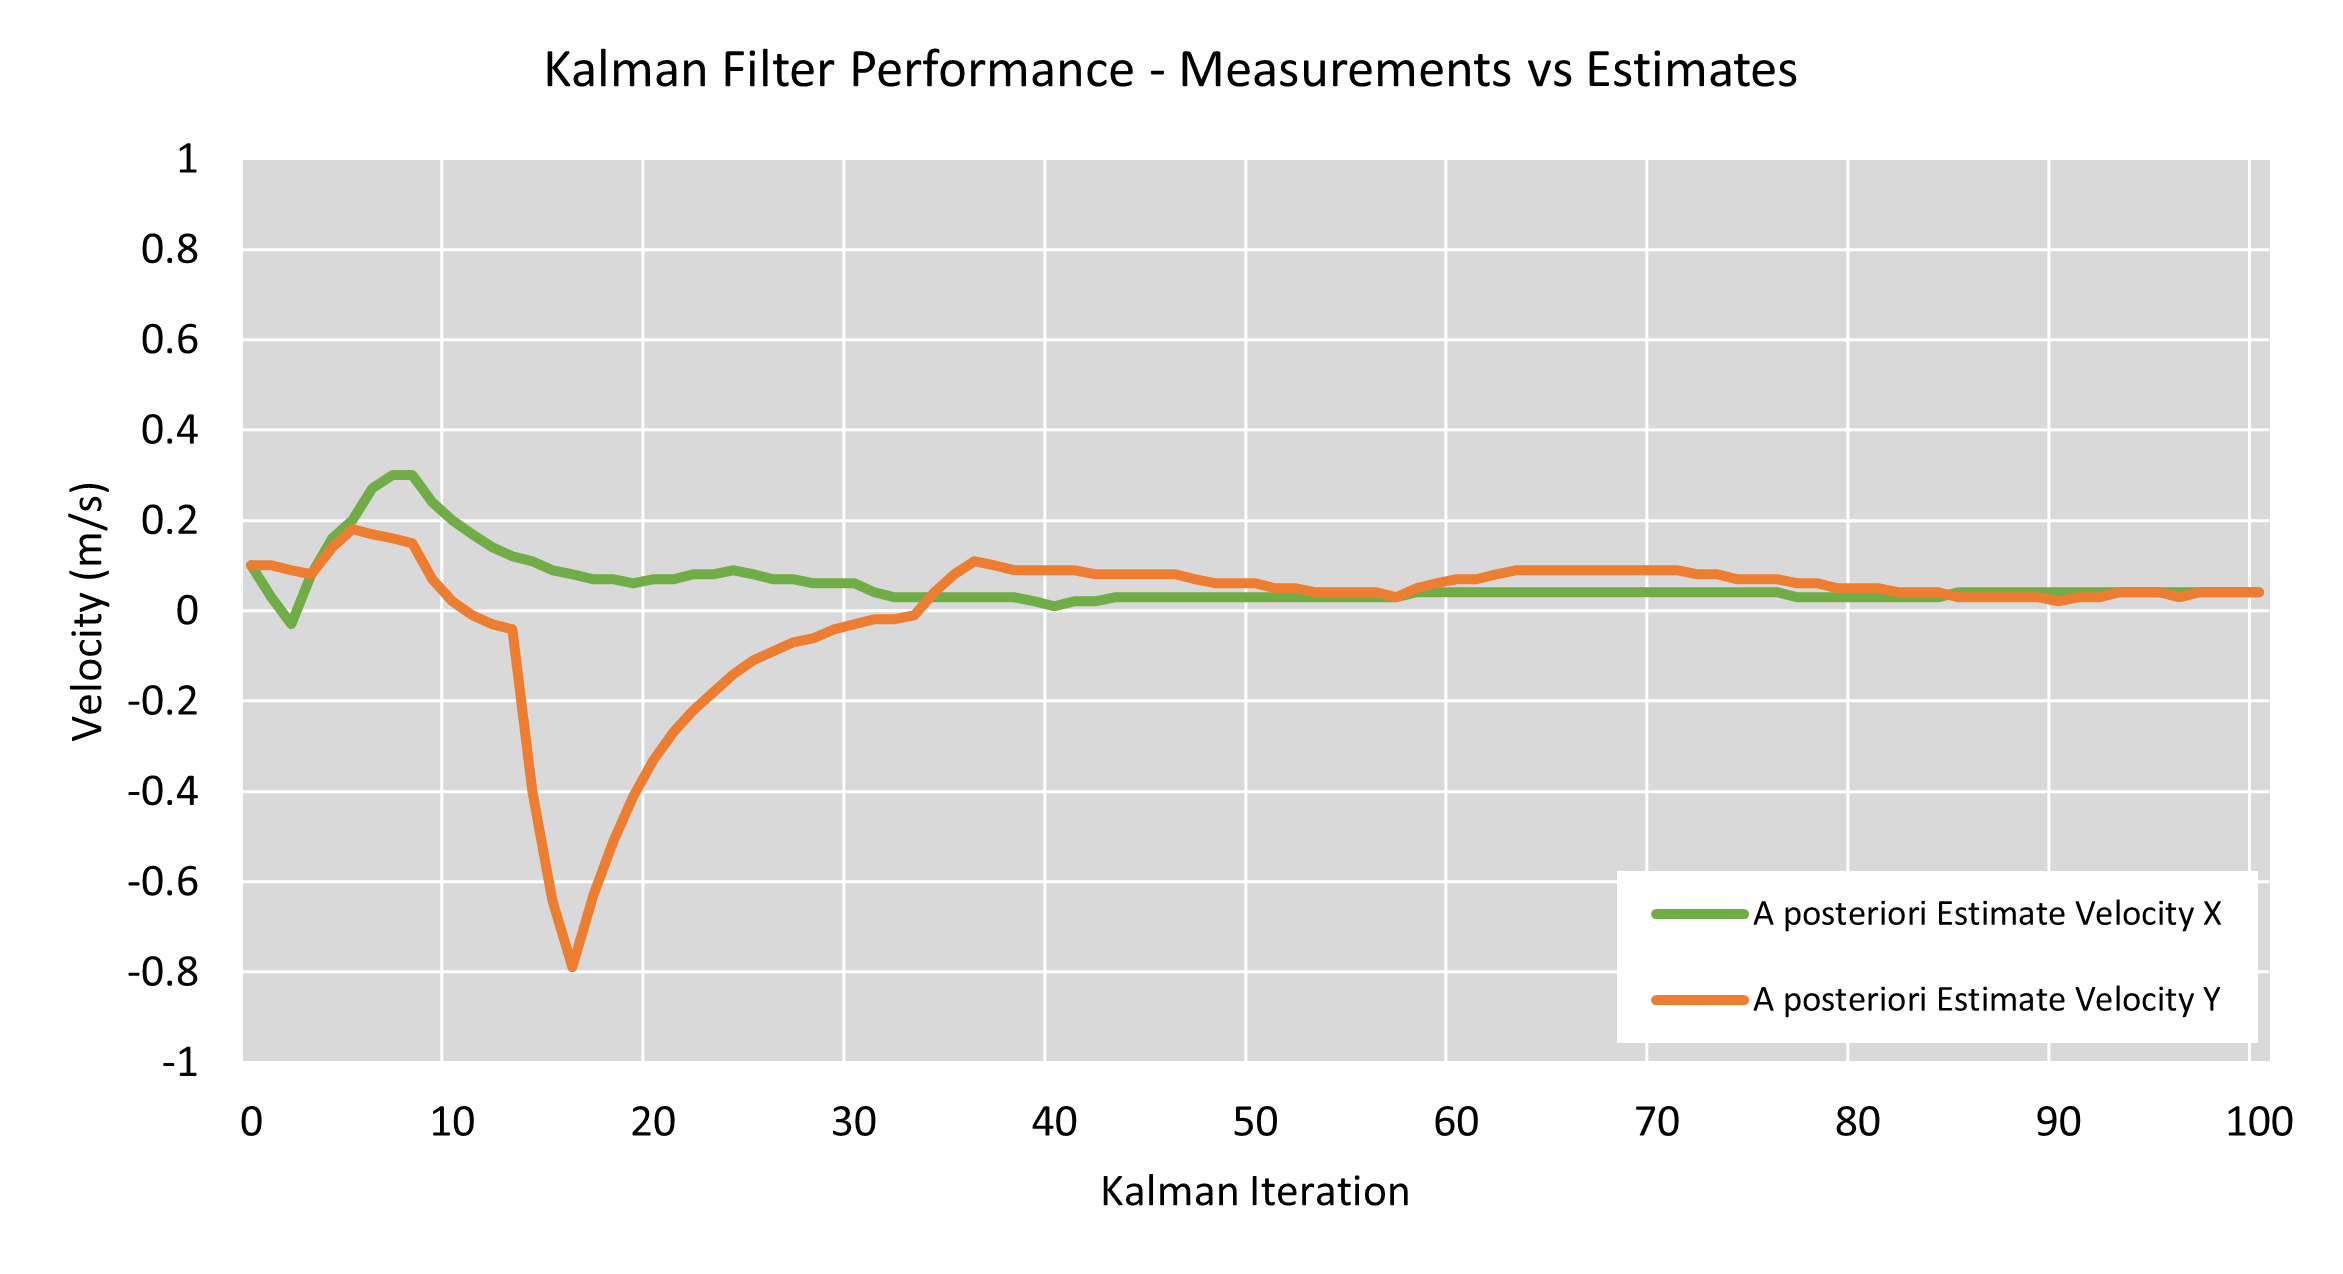 Kalman Filter Performance - Measurements vs Estimates
1
0.8
0.6
0.4
0.2
0
-0.2
-0.4
-0.6
-0.8
-1
Velocity (m/s)
A posteriori Estimate Velocity X
A posteriori Estimate Velocity Y
0 10 20 30 40 50 60 70 80 90 100
Kalman Iteration